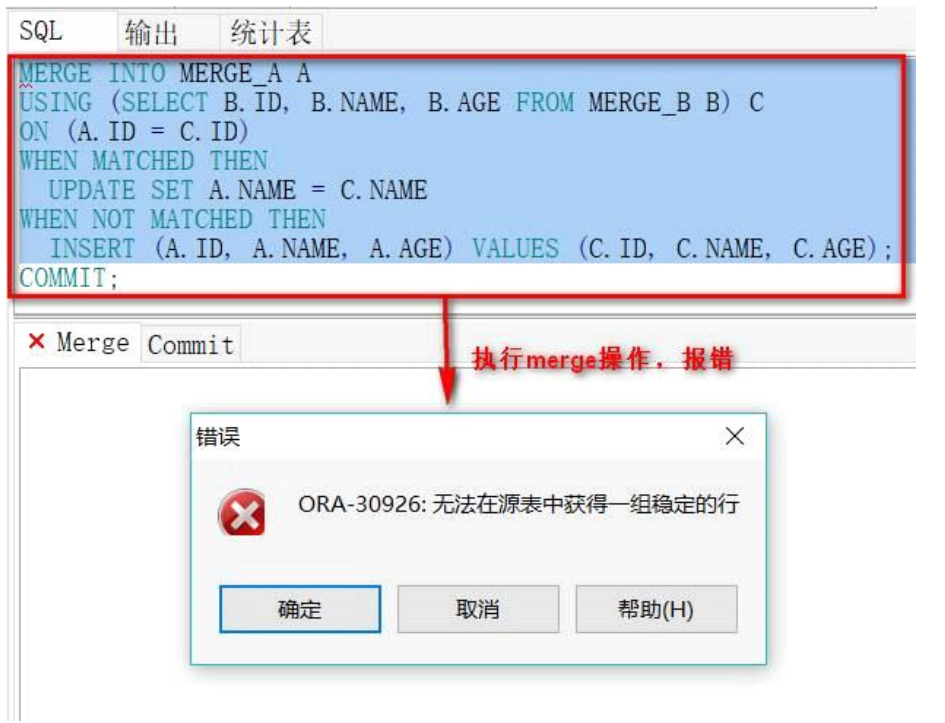 SQL 输出 统计表
MERGE INTO MERGE_A A
USING (SELECT B.ID, B.NAME, B.AGE FROM MERGE_B B) C
ON (A.ID = C.ID)
WHEN MATCHED THEN
UPDATE SET A.NAME = C.NAME
WHEN NOT MATCHED THEN
INSERT (A.ID, A.NAME, A.AGE) VALUES (C.ID, C.NAME, C.AGE);
COMMIT;
Merge Commit
执行merge操作，报错
错误
ORA-30926: 无法在源表中获得一组稳定的行
确定 取消 帮助(H)